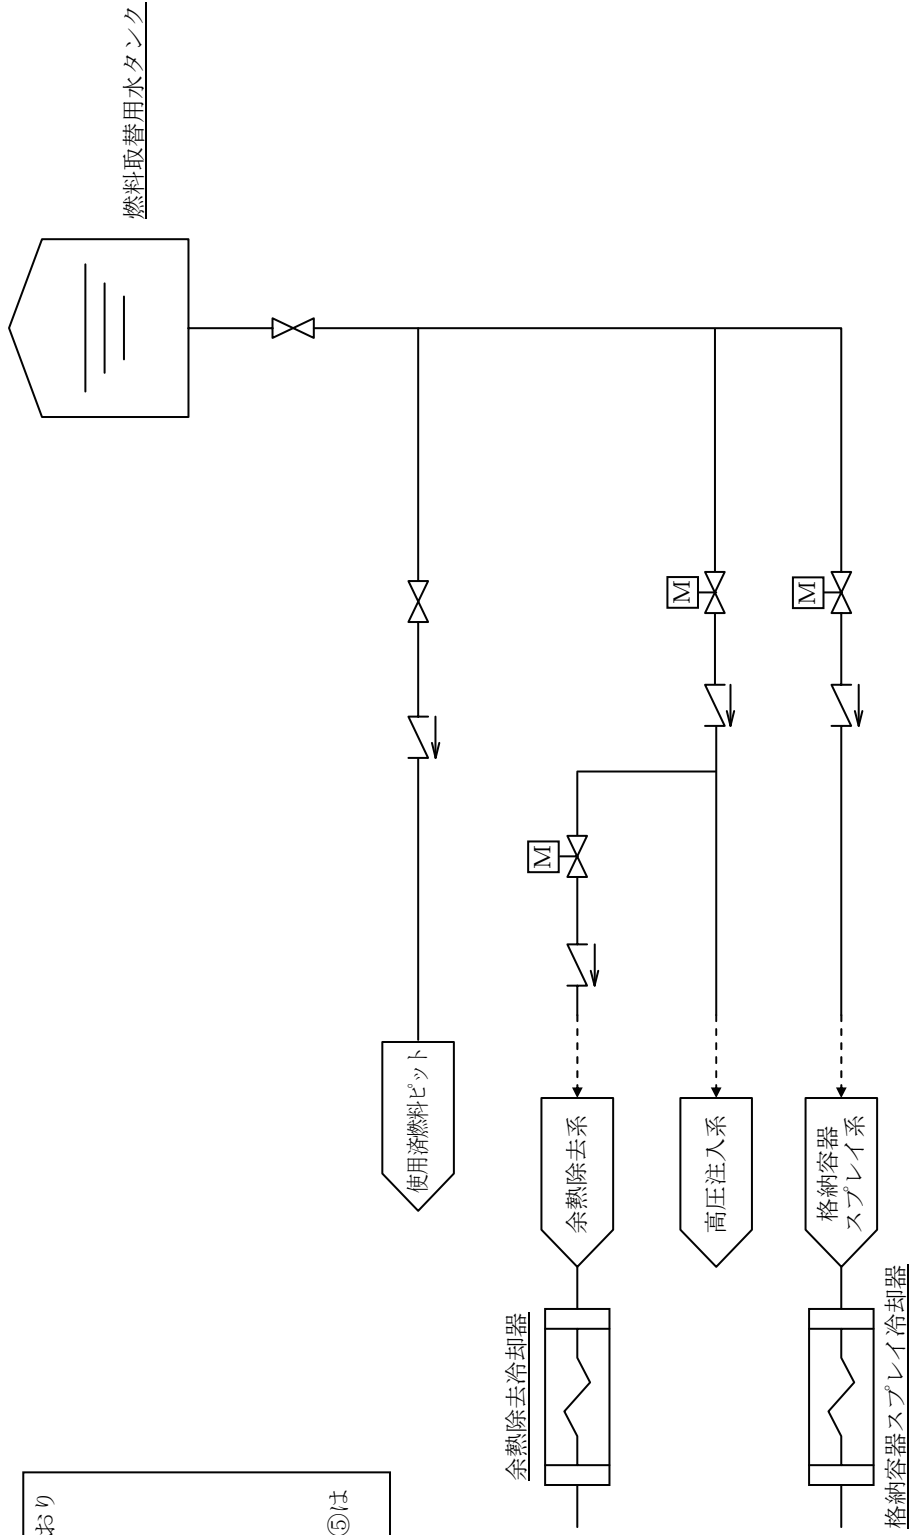 燃料取替用水タンク
M
M
M
使用済燃料ピット
余熱除去系
高圧注入系
格納容器
スプレイ系
余熱除去冷却器
格納容器スプレイ冷却器
おり
⑤は